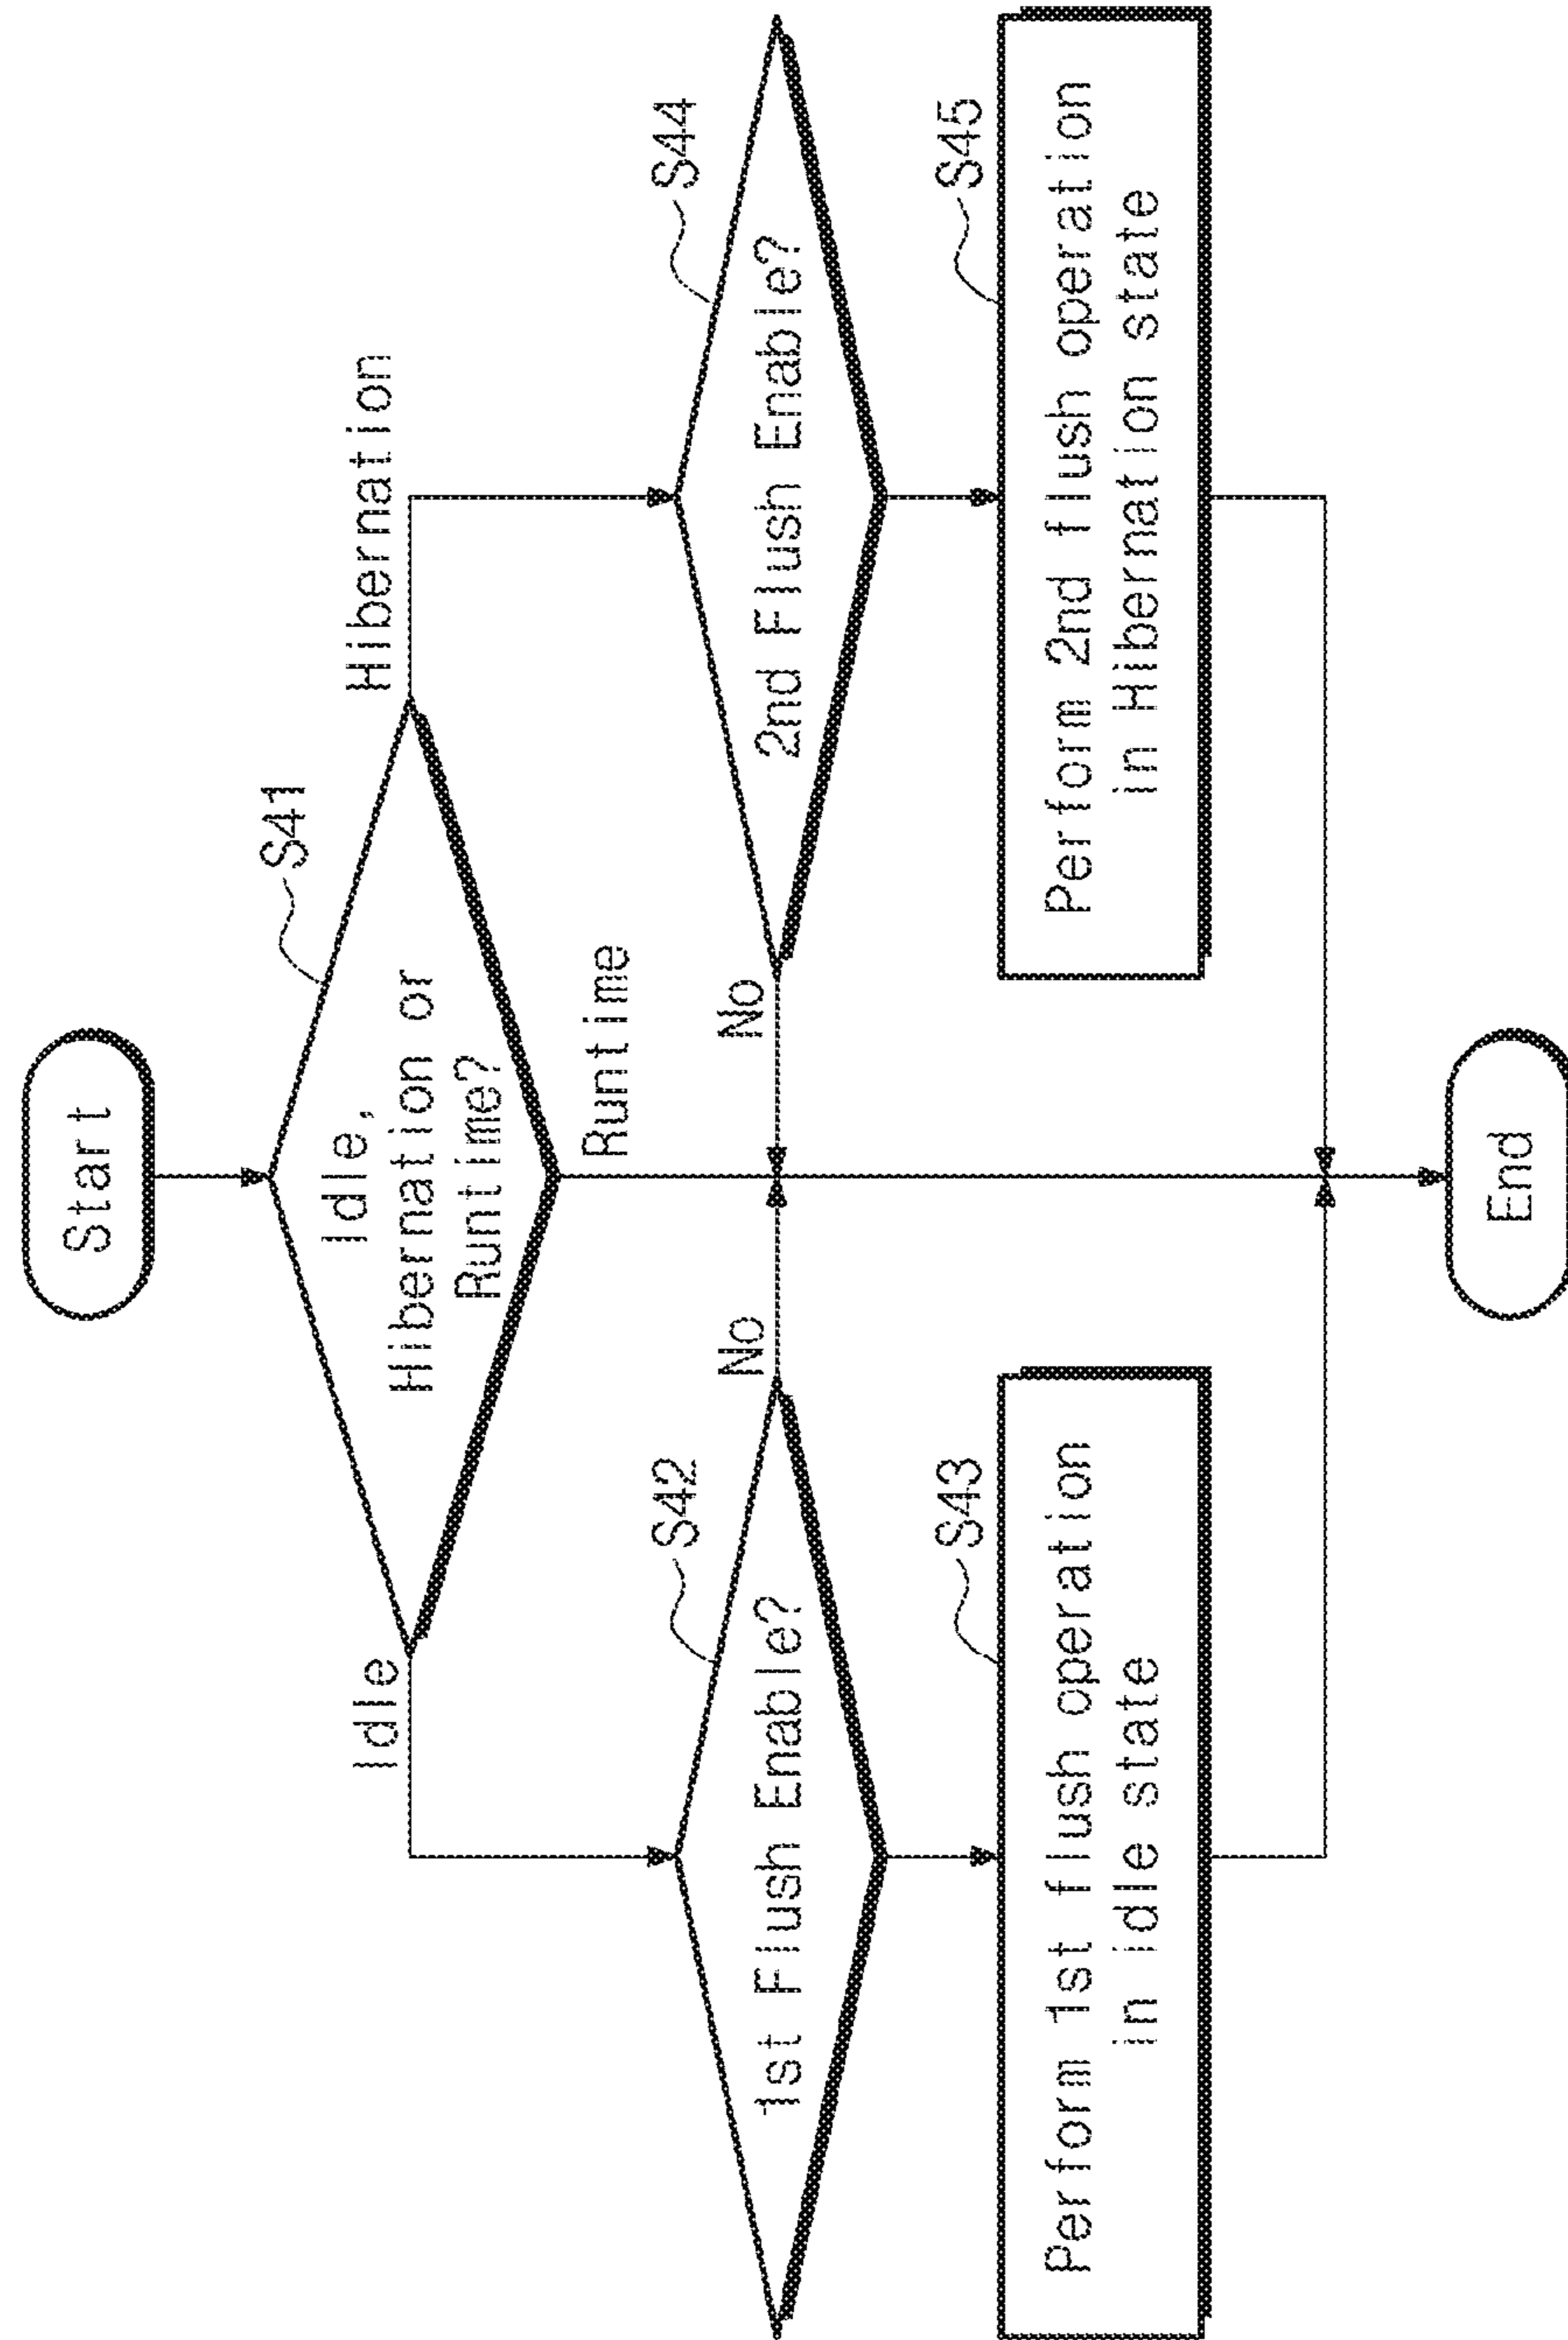 Start
S41
Idle,
Hibernation or
Runtime?
Idle
Hibernation
Runtime
S42
1st Flush Enable?
No
No
S44
2nd Flush Enable?
S43
Perform 1st flush operation
in idle state
S45
Perform 2nd flush operation
in Hibernation state
End